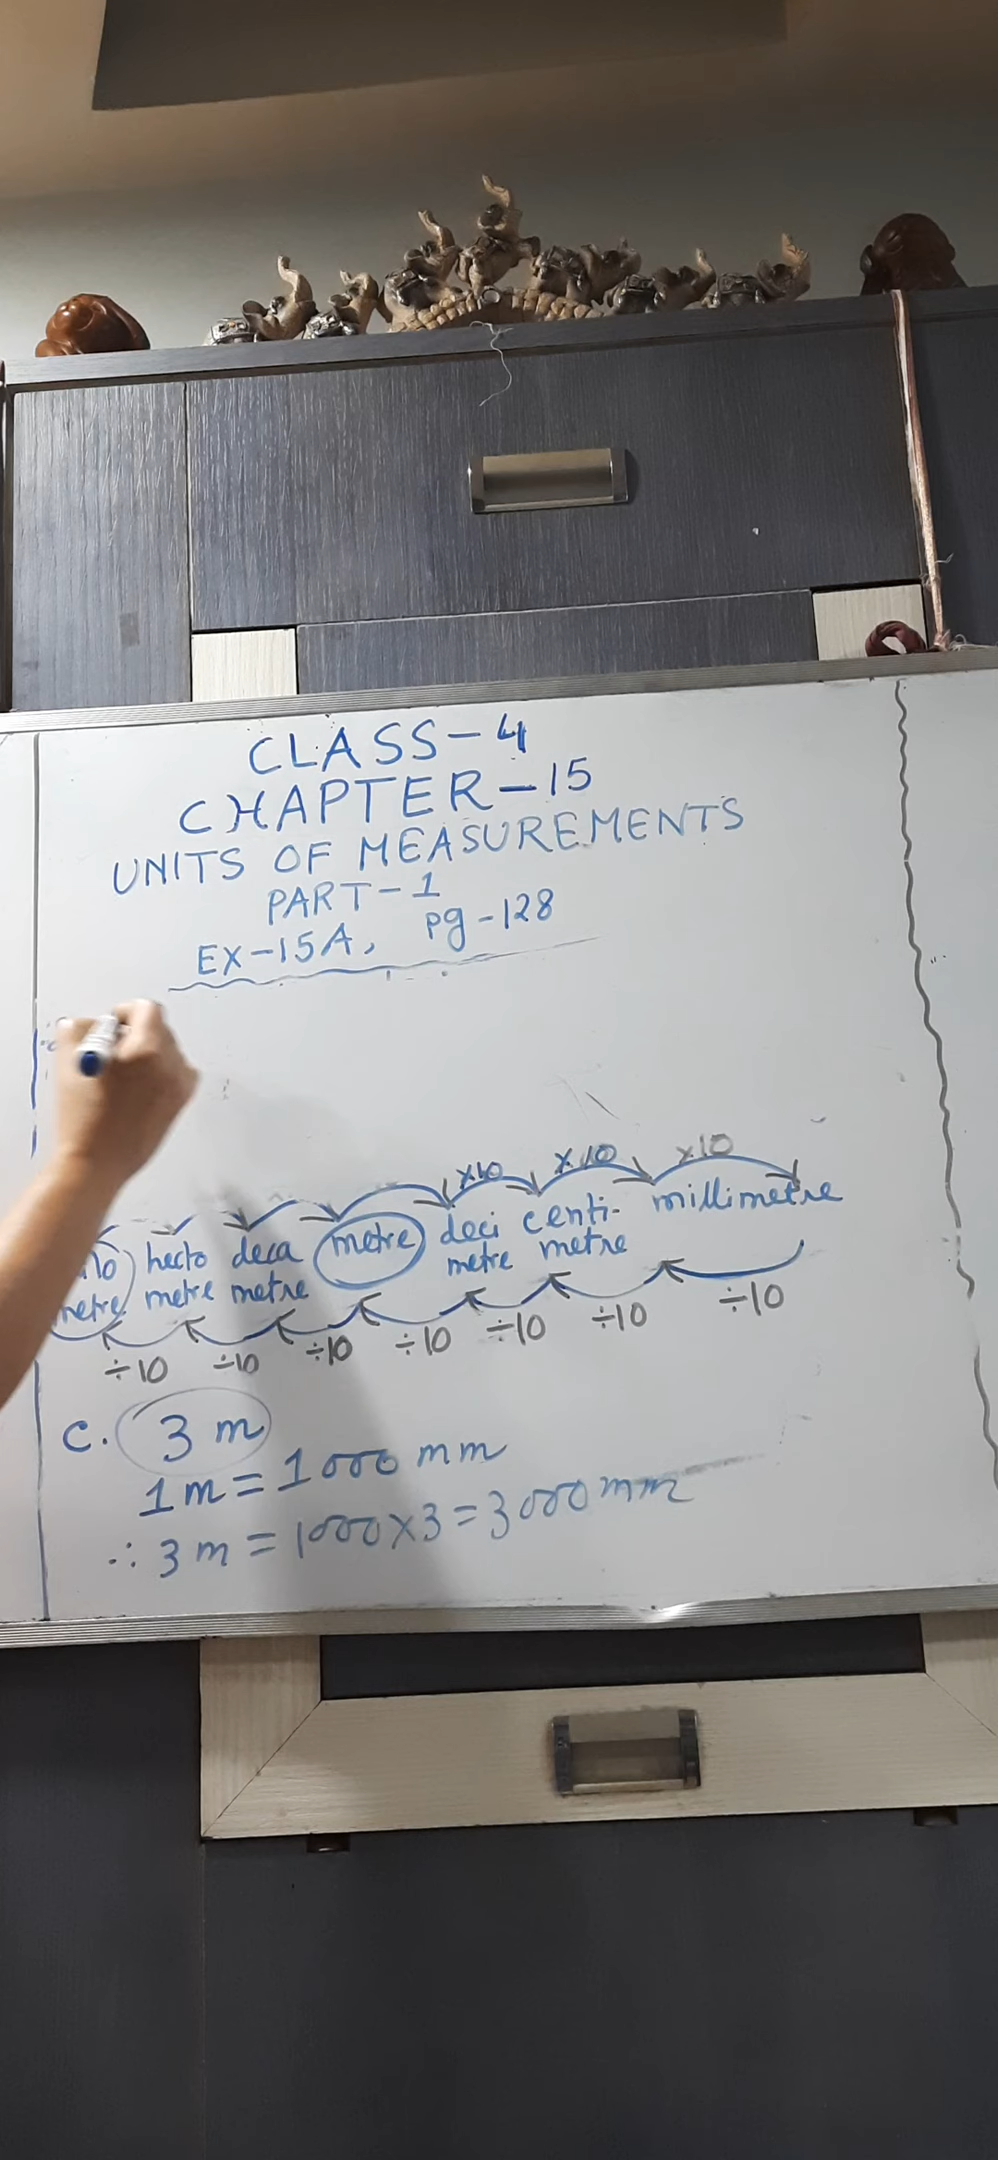 CLASS-4
CHAPTER-15
UNITS OF MEASUREMENTS
PART-1
EX-15A, pg-128
×10 ×10 ×10
hecto deca metre deci centi- millimetre
metre metre metre metre metre
÷10 ÷10 ÷10 ÷10 ÷10 ÷10 ÷10
C. 3 m
1m = 1000 mm
∴ 3 m = 1000×3 = 3000 mm